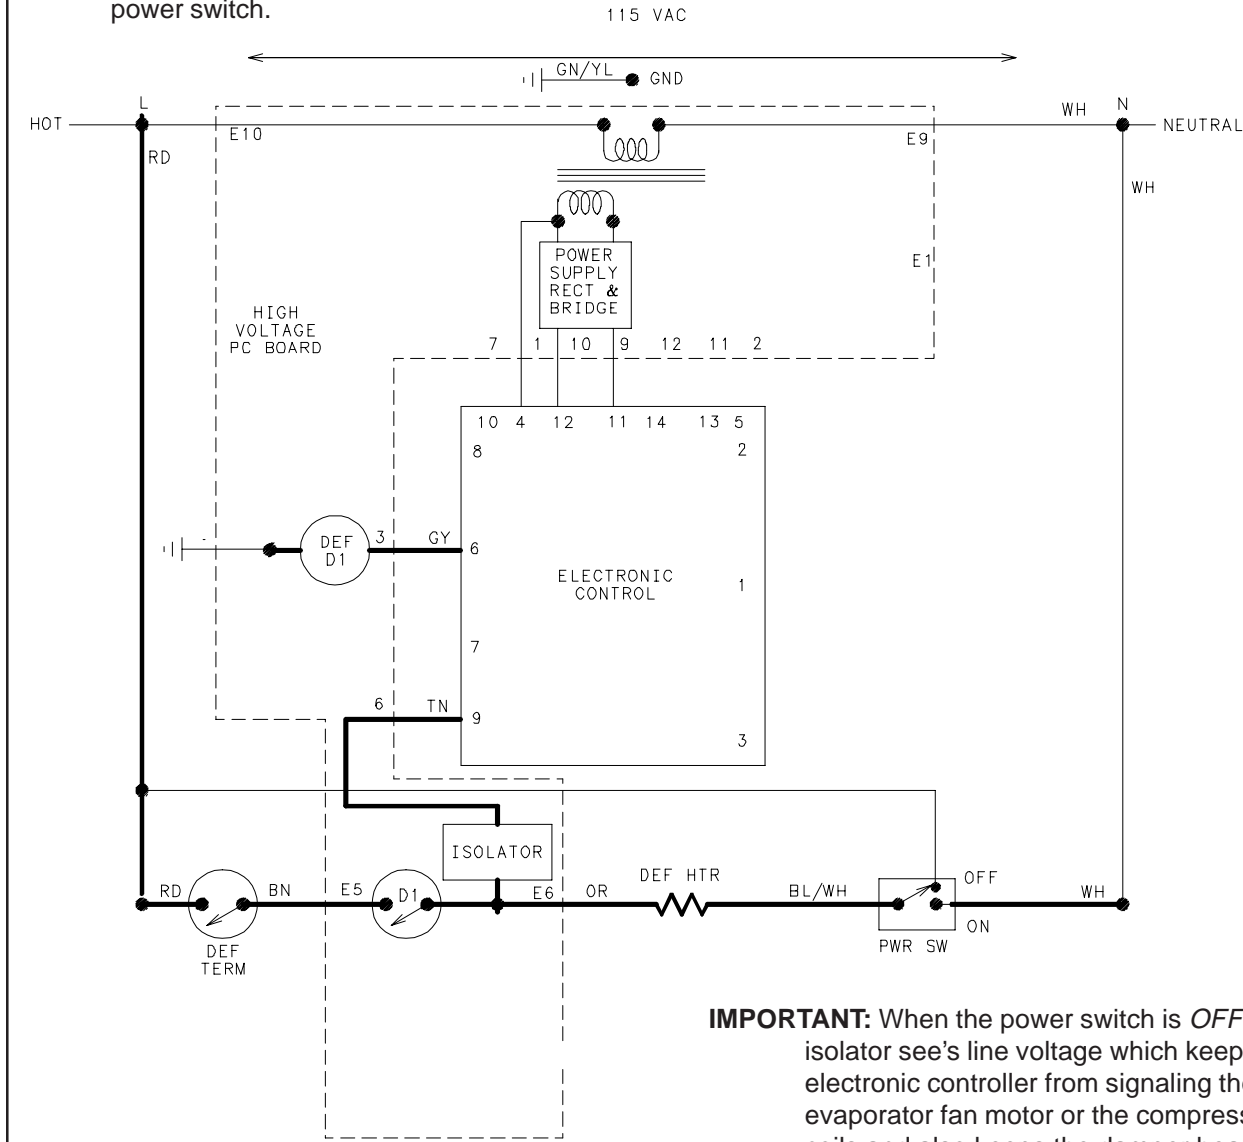 power switch.
115 VAC
GN/YL GND
L
HOT
E10
WH
N
NEUTRAL
RD
E9
WH
POWER
SUPPLY
RECT &
BRIDGE
E1
HIGH
VOLTAGE
PC BOARD
7 1 10 9 12 11 2
10 4 12 11 14 13 5
8 2
DEF
D1
3 GY 6
ELECTRONIC
CONTROL
1
7
6 TN 9
3
ISOLATOR
RD BN E5 D1 E6 OR DEF HTR BL/WH OFF WH
ON
DEF
TERM
PWR SW
IMPORTANT: When the power switch is OFF
isolator see's line voltage which keep
electronic controller from signaling the
evaporator fan motor or the compress